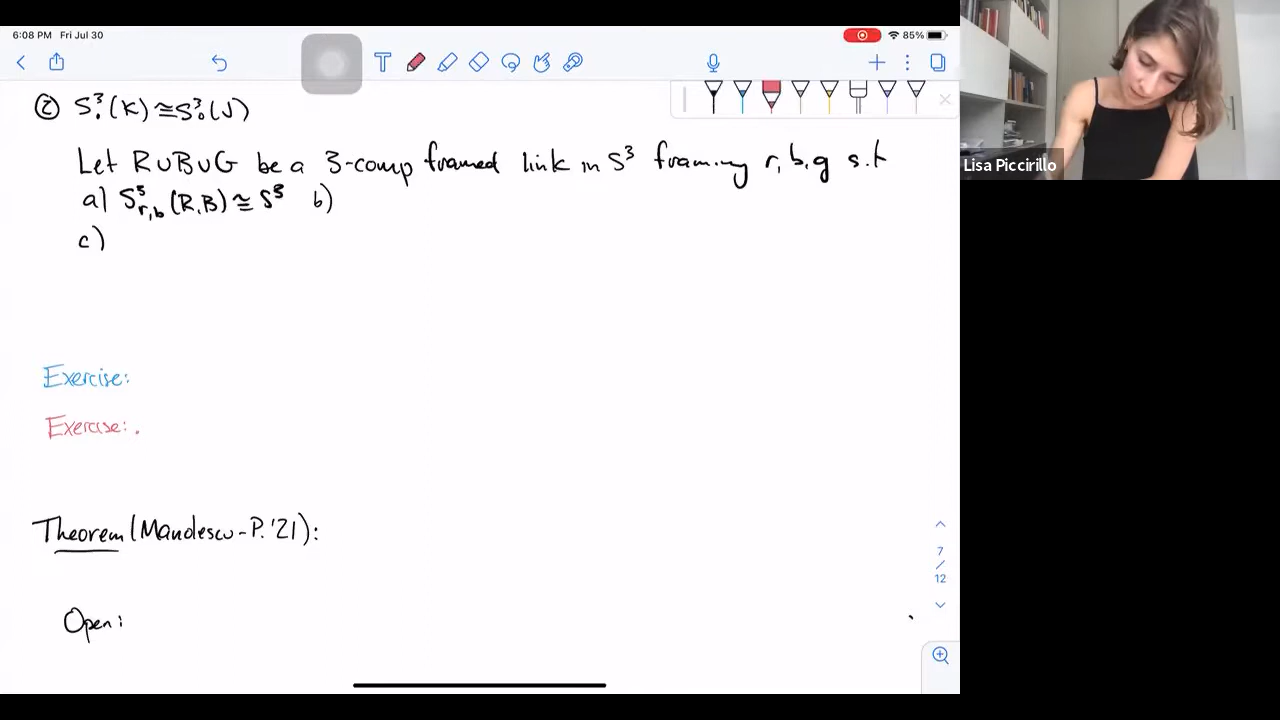 6:08 PM Fri Jul 30
85%
Lisa Piccirillo
② S³₀(K) ≅ S³₀(J)
Let R∪B∪G be a 3-comp framed link in S³ framing r, b, g s.t
a) S³r,b (R,B) ≅ S³ b)
c)
Exercise:
Exercise: .
Theorem (Manolescu-P. '21):
Open:
7
/
12